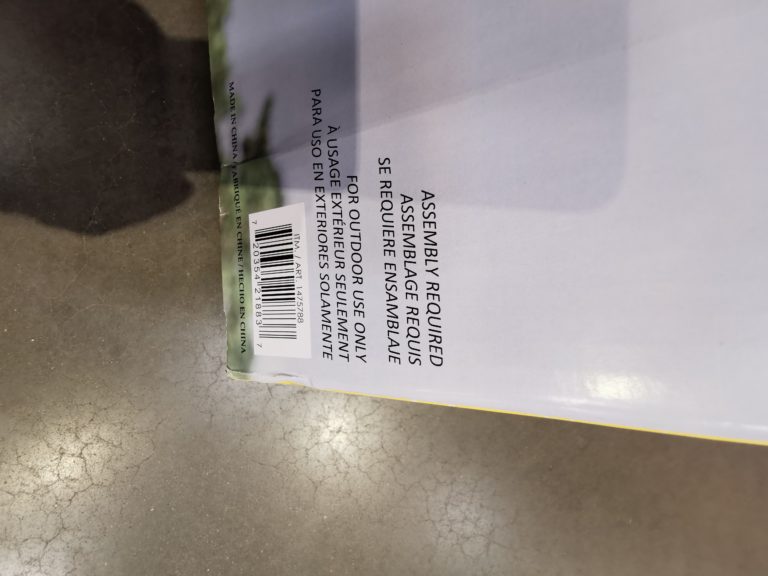 ASSEMBLY REQUIRED
ASSEMBLAGE REQUIS
SE REQUIERE ENSAMBLAJE
FOR OUTDOOR USE ONLY
À USAGE EXTÉRIEUR SEULEMENT
PARA USO EN EXTERIORES SOLAMENTE
ITM. / ART. 1475788
7 20354 21883 7
MADE IN CHINA / FABRIQUÉ EN CHINE / HECHO EN CHINA